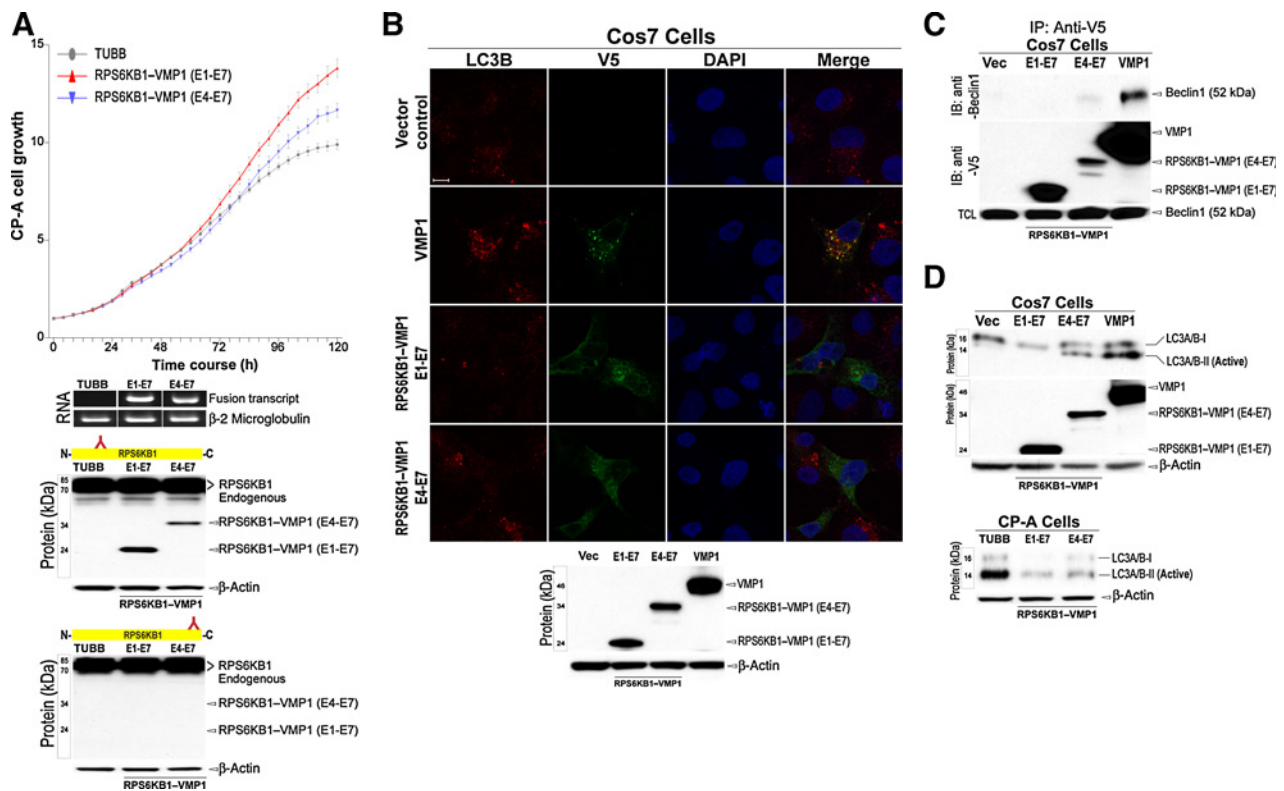 A
15
10
5
0
CP-A cell growth
TUBB
RPS6KB1–VMP1 (E1-E7)
RPS6KB1–VMP1 (E4-E7)
0 24 48 72 96 120
Time course (h)
TUBB E1-E7 E4-E7
RNA
Fusion transcript
β-2 Microglobulin
N- RPS6KB1 -C
TUBB E1-E7 E4-E7
Protein (kDa)
85
70
34
24
RPS6KB1
Endogenous
RPS6KB1–VMP1 (E4-E7)
RPS6KB1–VMP1 (E1-E7)
β-Actin
RPS6KB1–VMP1
N- RPS6KB1 -C
TUBB E1-E7 E4-E7
Protein (kDa)
85
70
34
24
RPS6KB1
Endogenous
RPS6KB1–VMP1 (E4-E7)
RPS6KB1–VMP1 (E1-E7)
β-Actin
RPS6KB1–VMP1
B
Cos7 Cells
LC3B V5 DAPI Merge
Vector
control
VMP1
RPS6KB1–VMP1
E1-E7
RPS6KB1–VMP1
E4-E7
Vec E1-E7 E4-E7 VMP1
Protein (kDa)
46
34
24
VMP1
RPS6KB1–VMP1 (E4-E7)
RPS6KB1–VMP1 (E1-E7)
β-Actin
RPS6KB1–VMP1
C
IP: Anti-V5
Cos7 Cells
Vec E1-E7 E4-E7 VMP1
IB: anti
-Beclin1
Beclin1 (52 kDa)
IB: anti
-V5
VMP1
RPS6KB1–VMP1 (E4-E7)
RPS6KB1–VMP1 (E1-E7)
TCL
Beclin1 (52 kDa)
RPS6KB1–VMP1
D
Cos7 Cells
Vec E1-E7 E4-E7 VMP1
Protein (kDa)
16
14
LC3A/B-I
LC3A/B-II (Active)
Protein (kDa)
46
34
24
VMP1
RPS6KB1–VMP1 (E4-E7)
RPS6KB1–VMP1 (E1-E7)
β-Actin
RPS6KB1–VMP1
CP-A Cells
TUBB E1-E7 E4-E7
Protein (kDa)
16
14
LC3A/B-I
LC3A/B-II (Active)
β-Actin
RPS6KB1–VMP1